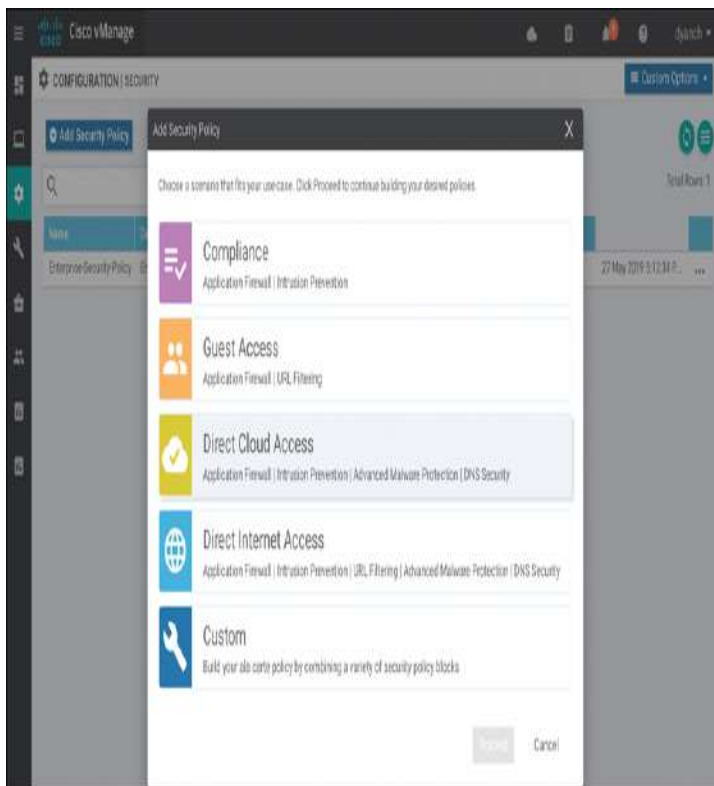 Cisco vManage
dyanch
CONFIGURATION | SECURITY
Custom Options
Add Security Policy
Add Security Policy
X
Choose a scenario that fits your use-case. Click Proceed to continue building your desired policies.
Total Rows: 1
Name
Enterprise-Security-Policy
27 May 2019 5:12:34 P...
Compliance
Application Firewall | Intrusion Prevention
Guest Access
Application Firewall | URL Filtering
Direct Cloud Access
Application Firewall | Intrusion Prevention | Advanced Malware Protection | DNS Security
Direct Internet Access
Application Firewall | Intrusion Prevention | URL Filtering | Advanced Malware Protection | DNS Security
Custom
Build your ala carte policy by combining a variety of security policy blocks
Proceed
Cancel